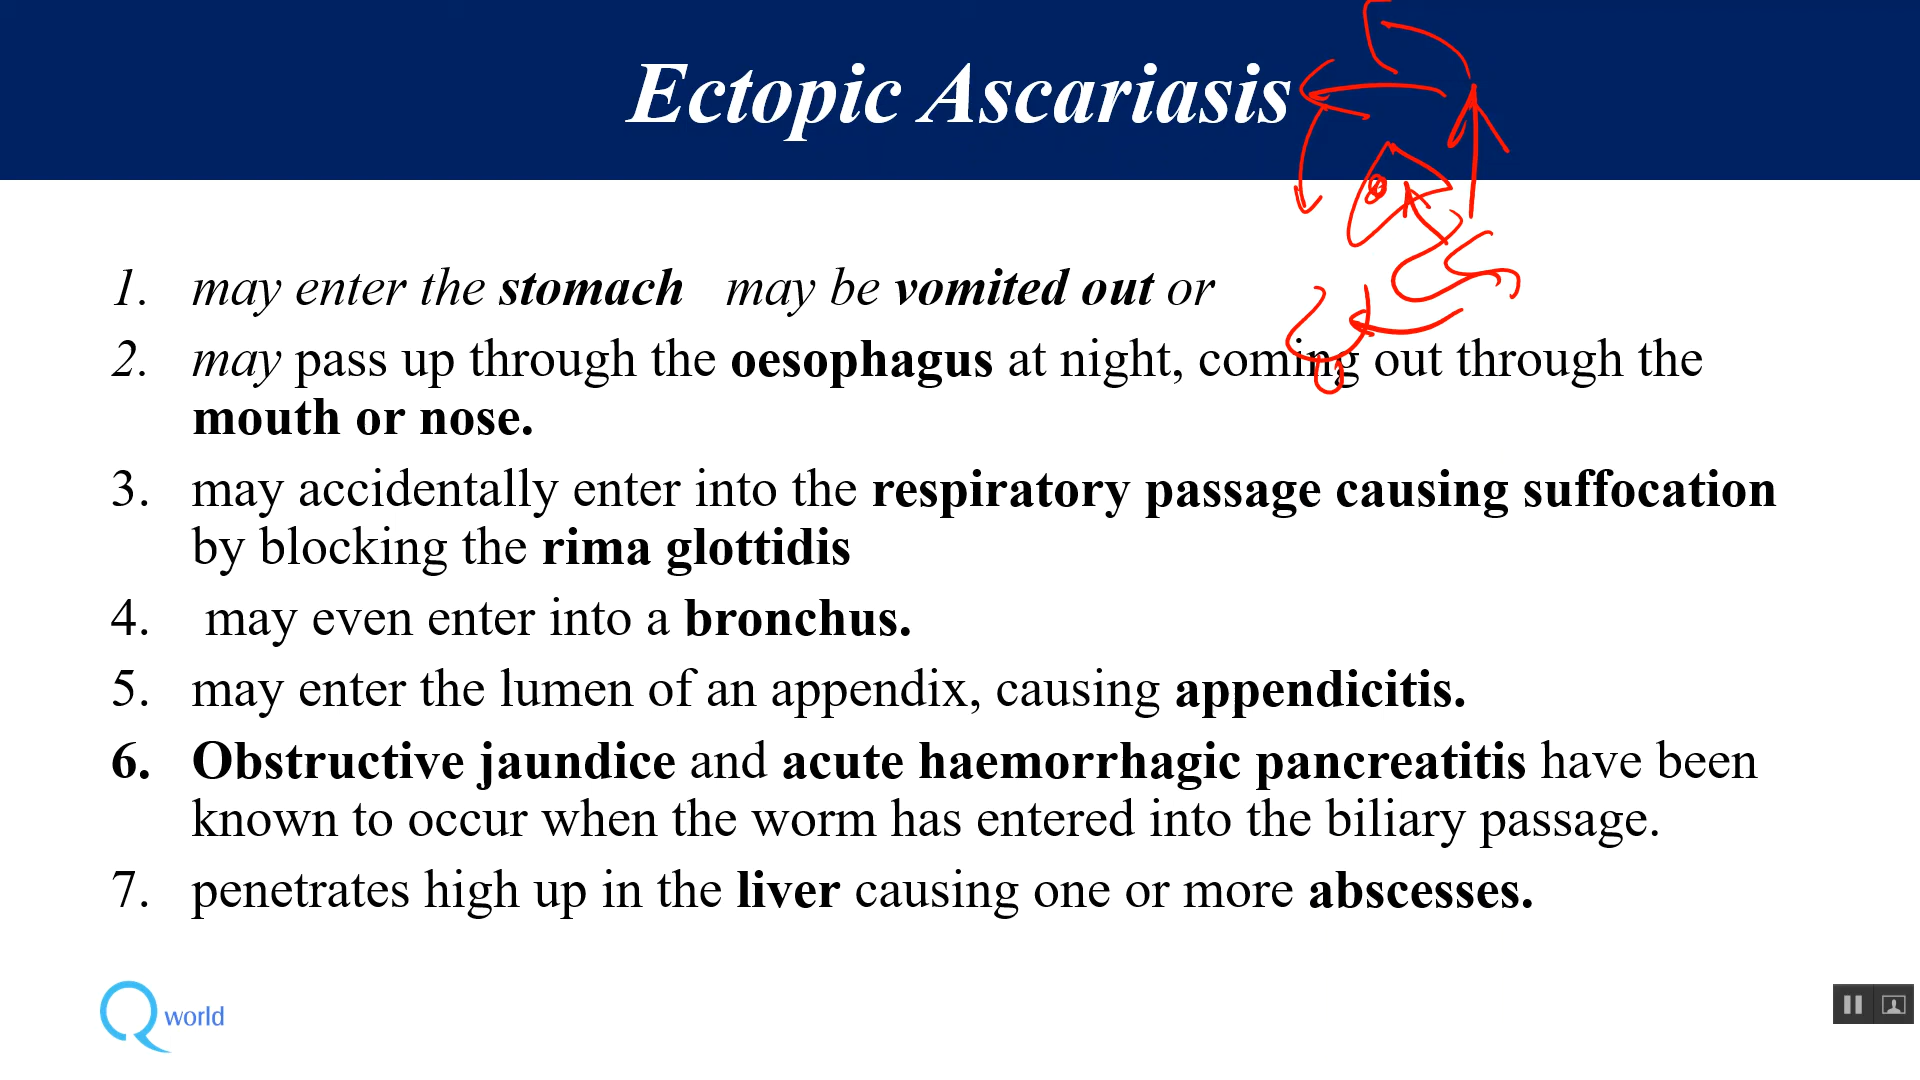 Ectopic Ascariasis
1. may enter the stomach may be vomited out or
2. may pass up through the oesophagus at night, coming out through the
mouth or nose.
3. may accidentally enter into the respiratory passage causing suffocation
by blocking the rima glottidis
4. may even enter into a bronchus.
5. may enter the lumen of an appendix, causing appendicitis.
6. Obstructive jaundice and acute haemorrhagic pancreatitis have been
known to occur when the worm has entered into the biliary passage.
7. penetrates high up in the liver causing one or more abscesses.
Q world